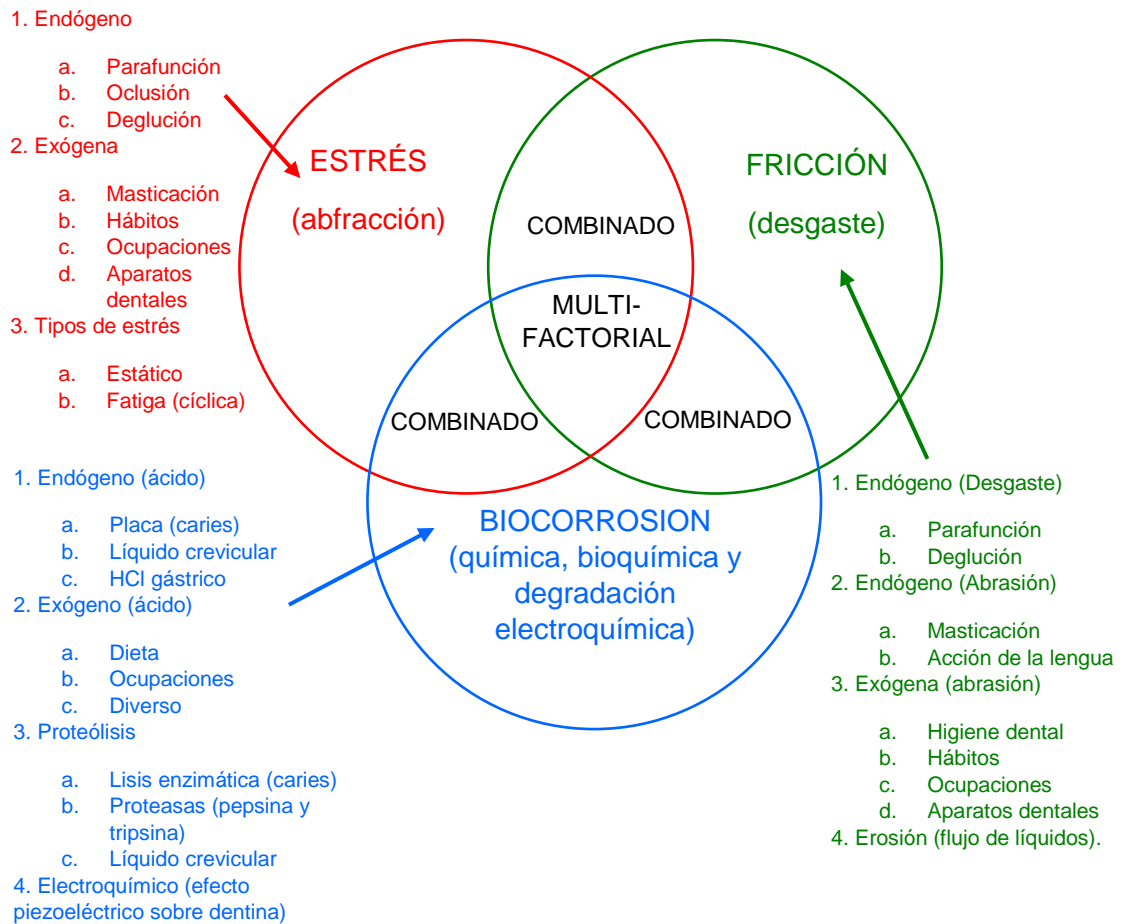 1. Endógeno
a. Parafunción
b. Oclusión
c. Deglución
2. Exógena
a. Masticación
b. Hábitos
c. Ocupaciones
d. Aparatos
dentales
3. Tipos de estrés
a. Estático
b. Fatiga (cíclica)
ESTRÉS
(abfracción)
FRICCIÓN
(desgaste)
COMBINADO
MULTI-
FACTORIAL
COMBINADO
COMBINADO
BIOCORROSION
(química, bioquímica y
degradación
electroquímica)
1. Endógeno (ácido)
a. Placa (caries)
b. Líquido crevicular
c. HCl gástrico
2. Exógeno (ácido)
a. Dieta
b. Ocupaciones
c. Diverso
3. Proteólisis
a. Lisis enzimática (caries)
b. Proteasas (pepsina y
tripsina)
c. Líquido crevicular
4. Electroquímico (efecto
piezoeléctrico sobre dentina)
1. Endógeno (Desgaste)
a. Parafunción
b. Deglución
2. Endógeno (Abrasión)
a. Masticación
b. Acción de la lengua
3. Exógena (abrasión)
a. Higiene dental
b. Hábitos
c. Ocupaciones
d. Aparatos dentales
4. Erosión (flujo de líquidos).